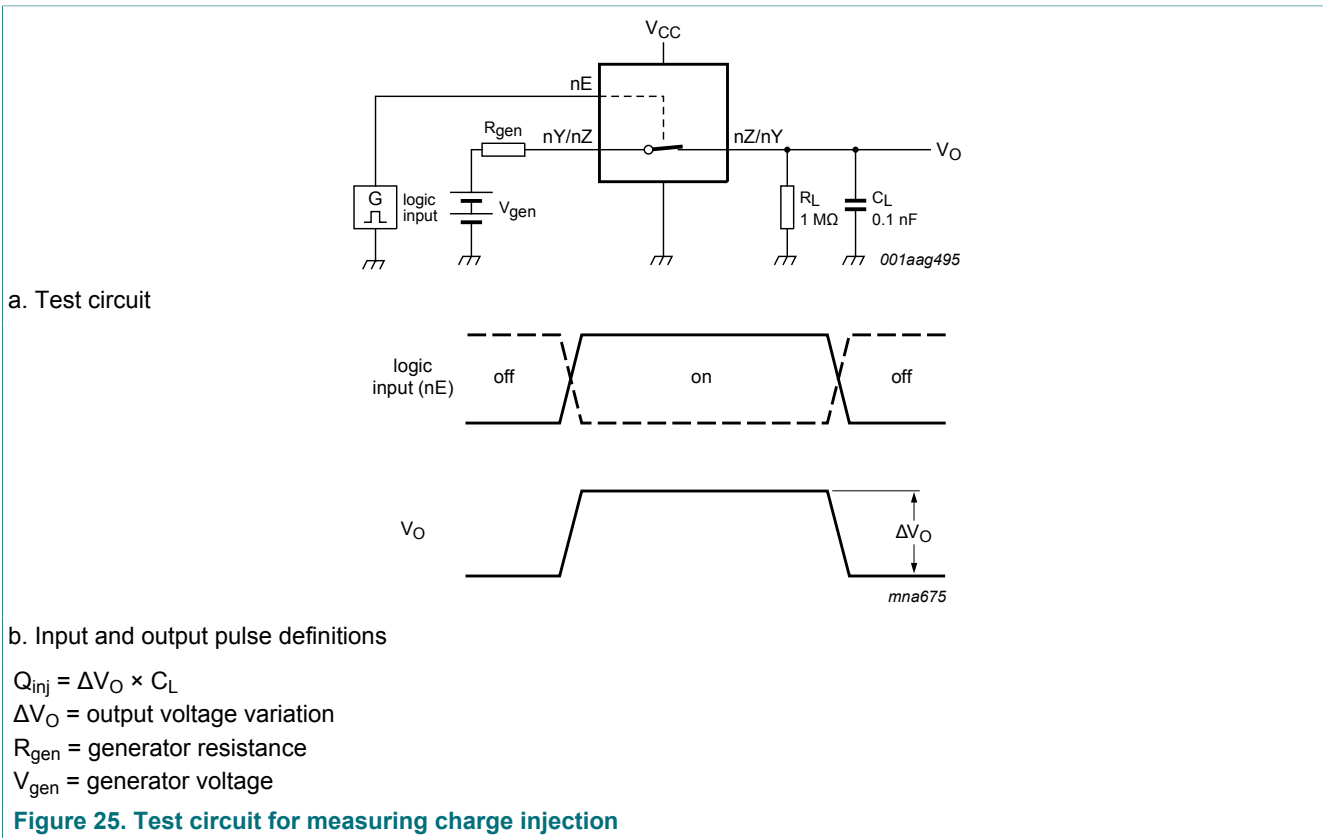 VCC
nE
Rgen
nY/nZ
nZ/nY
VO
G
logic
input
Vgen
RL
1 MΩ
CL
0.1 nF
001aag495
a. Test circuit
logic
input (nE)
off
on
off
VO
ΔVO
mna675
b. Input and output pulse definitions
Qinj = ΔVO × CL
ΔVO = output voltage variation
Rgen = generator resistance
Vgen = generator voltage
Figure 25. Test circuit for measuring charge injection